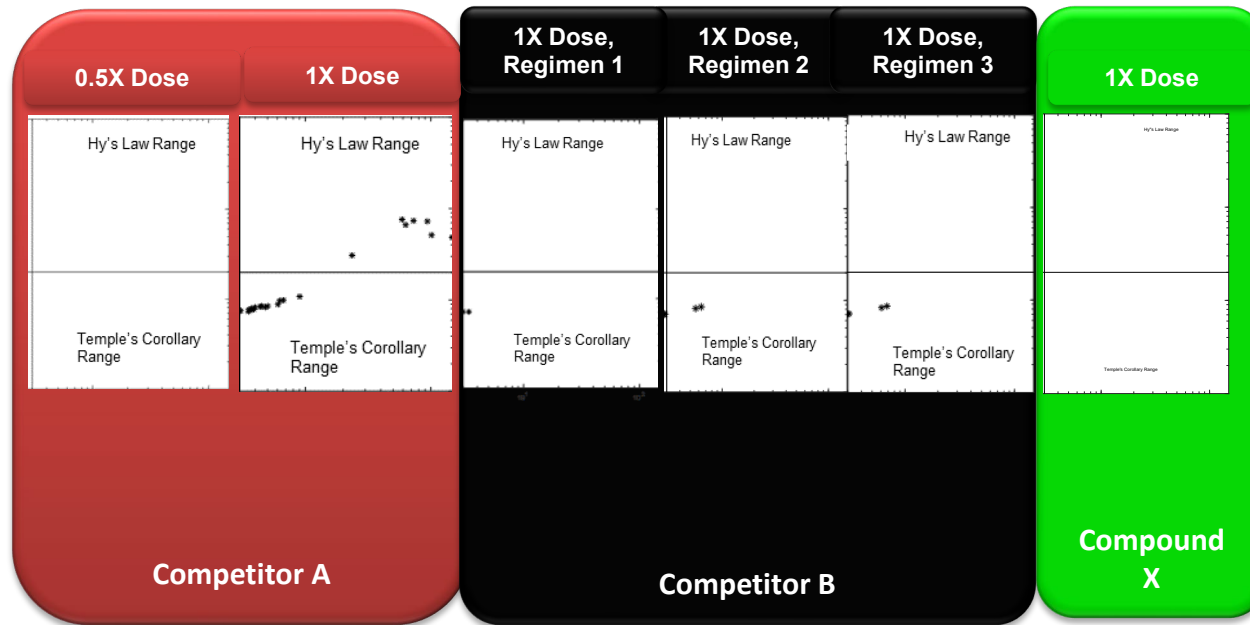 0.5X Dose
1X Dose
1X Dose,
Regimen 1
1X Dose,
Regimen 2
1X Dose,
Regimen 3
1X Dose
Hy's Law Range
Temple's Corollary
Range
Hy's Law Range
Temple's Corollary
Range
Hy's Law Range
Temple's Corollary
Range
Hy's Law Range
Temple's Corollary
Range
Hy's Law Range
Temple's Corollary
Range
Hy's Law Range
Temple's Corollary Range
Competitor A
Competitor B
Compound
X